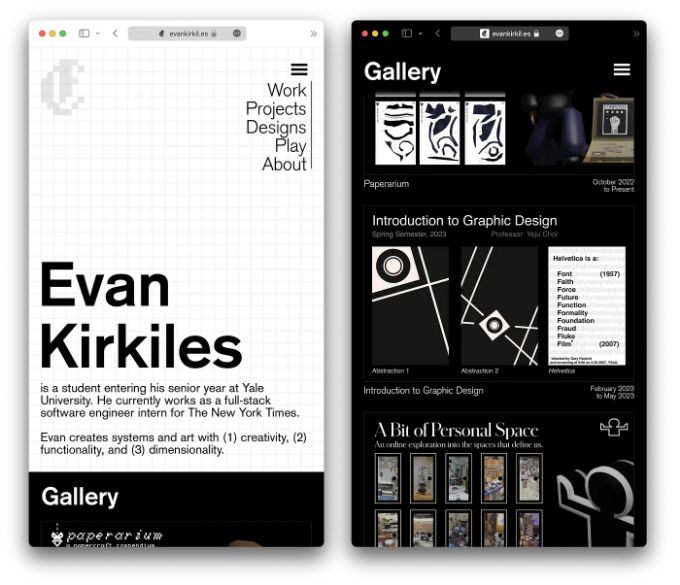 evankirkil.es
Work
Projects
Designs
Play
About
Evan
Kirkiles
is a student entering his senior year at Yale
University. He currently works as a full-stack
software engineer intern for The New York Times.
Evan creates systems and art with (1) creativity, (2)
functionality, and (3) dimensionality.
Gallery
paperarium
a papercraft compendium
evankirkil.es
Gallery
Paperarium
October 2022
to Present
Introduction to Graphic Design
Spring Semester, 2023
Professor: Yeju Choi
Helvetica is a:
Font (1957)
Faith
Force
Future
Function
Formality
Foundation
Fraud
Fluke
Film (2007)
Abstraction 1
Abstraction 2
Helvetica
Introduction to Graphic Design
February 2023
to May 2023
A Bit of Personal Space
An online exploration into the spaces that define us.